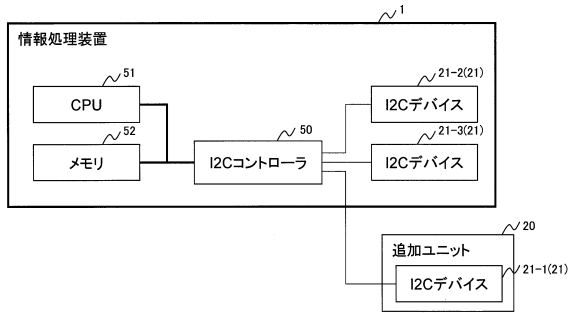 1
情報処理装置
51
CPU
21-2(21)
I2Cデバイス
52
メモリ
50
I2Cコントローラ
21-3(21)
I2Cデバイス
20
追加ユニット
21-1(21)
I2Cデバイス